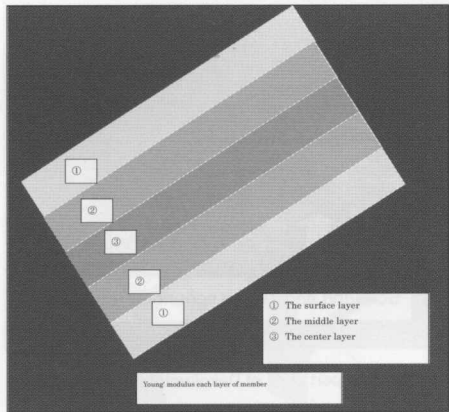 ①
②
③
②
①
① The surface layer
② The middle layer
③ The center layer
Young' modulus each layer of member